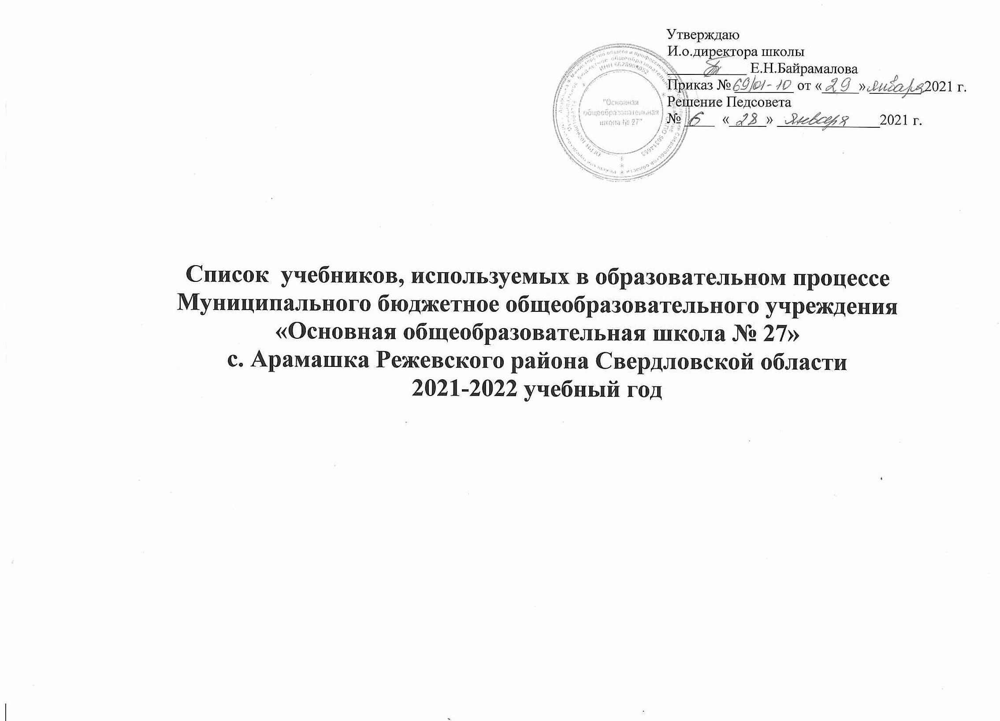 Утверждаю
И.о.директора школы
Е.Н.Байрамалова
Приказ № 69/01-10 от «29» января 2021 г.
Решение Педсовета
№ 6 «28» января 2021 г.
"Основная
общеобразовательная
школа № 27"
Список учебников, используемых в образовательном процессе
Муниципального бюджетное общеобразовательного учреждения
«Основная общеобразовательная школа № 27»
с. Арамашка Режевского района Свердловской области
2021-2022 учебный год